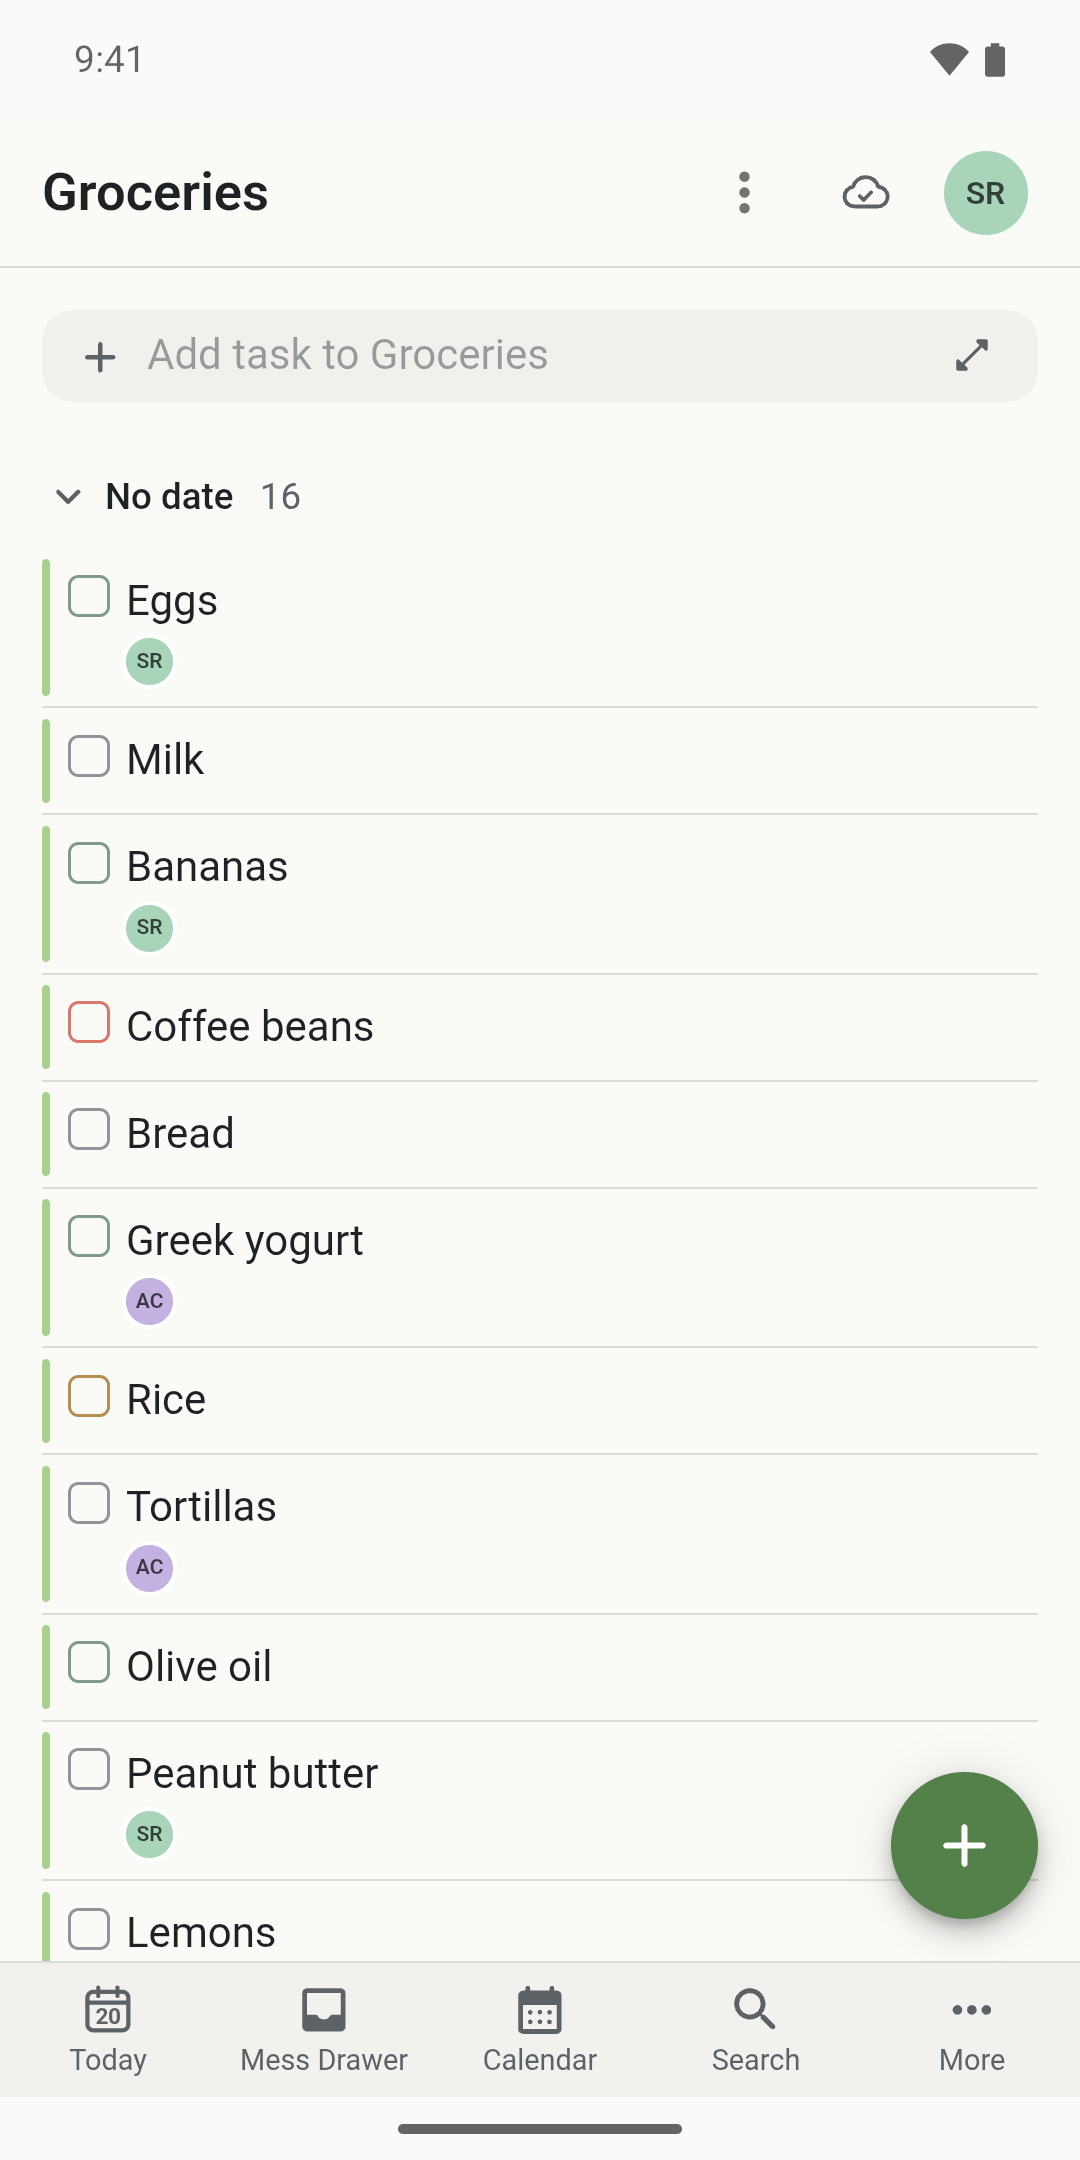 9:41
Groceries
SR
Add task to Groceries
No date 16
Eggs
SR
Milk
Bananas
SR
Coffee beans
Bread
Greek yogurt
AC
Rice
Tortillas
AC
Olive oil
Peanut butter
SR
Lemons
20
Today Mess Drawer Calendar Search More